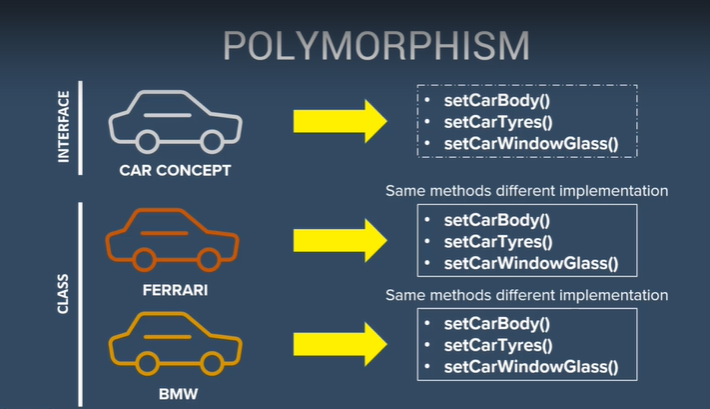 POLYMORPHISM
INTERFACE
CAR CONCEPT
• setCarBody()
• setCarTyres()
• setCarWindowGlass()
CLASS
FERRARI
Same methods different implementation
• setCarBody()
• setCarTyres()
• setCarWindowGlass()
BMW
Same methods different implementation
• setCarBody()
• setCarTyres()
• setCarWindowGlass()